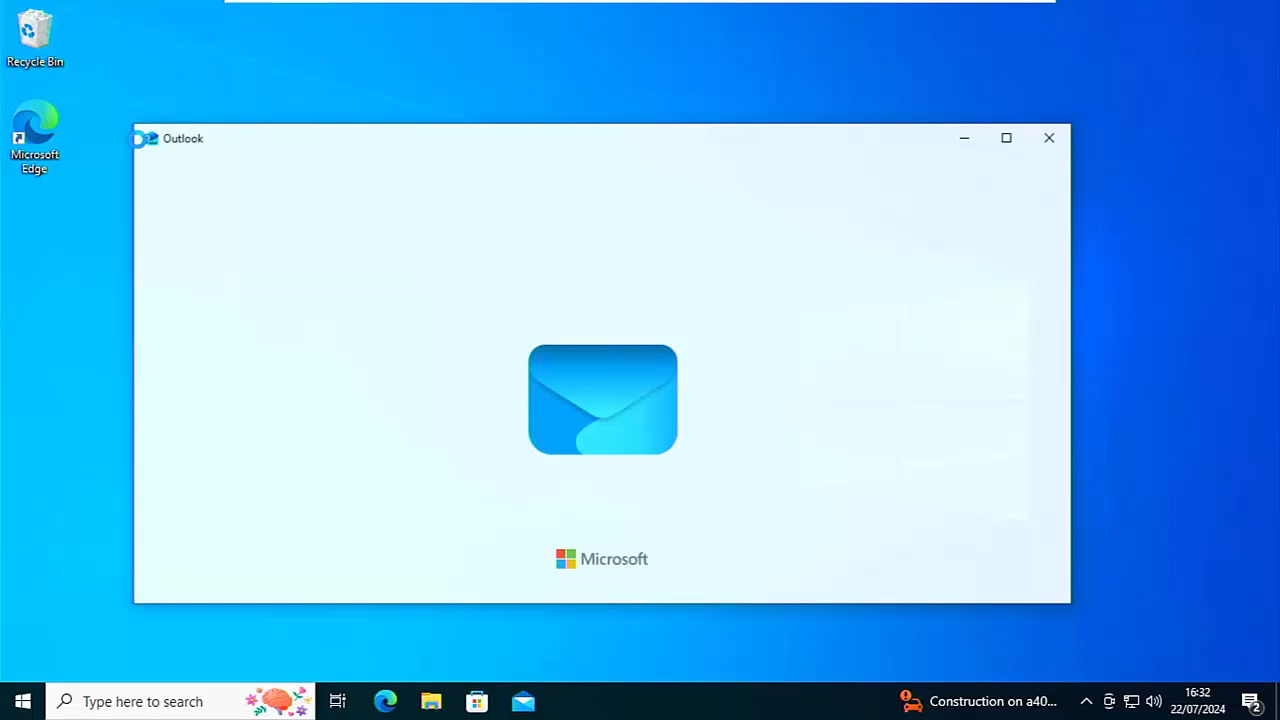 Recycle Bin
Microsoft
Edge
Outlook
Microsoft
Type here to search
Construction on a40...
16:32
22/07/2024
2